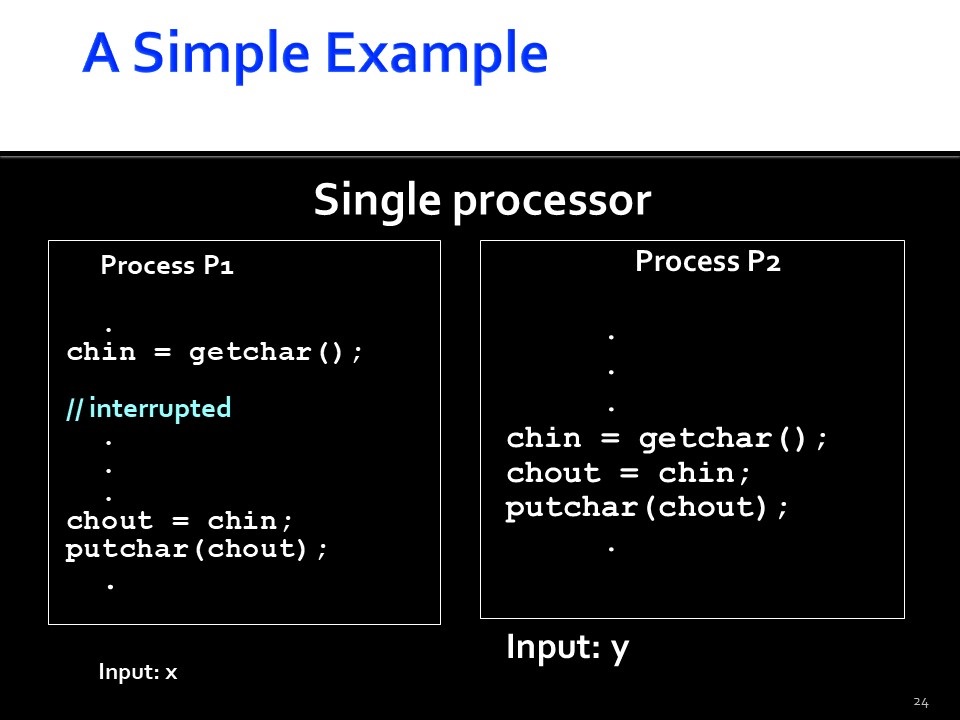 A Simple Example
Single processor
Process P1
.
chin = getchar();
// interrupted
.
.
.
chout = chin;
putchar(chout);
.
Input: x
Process P2
.
.
.
chin = getchar();
chout = chin;
putchar(chout);
.
Input: y
24